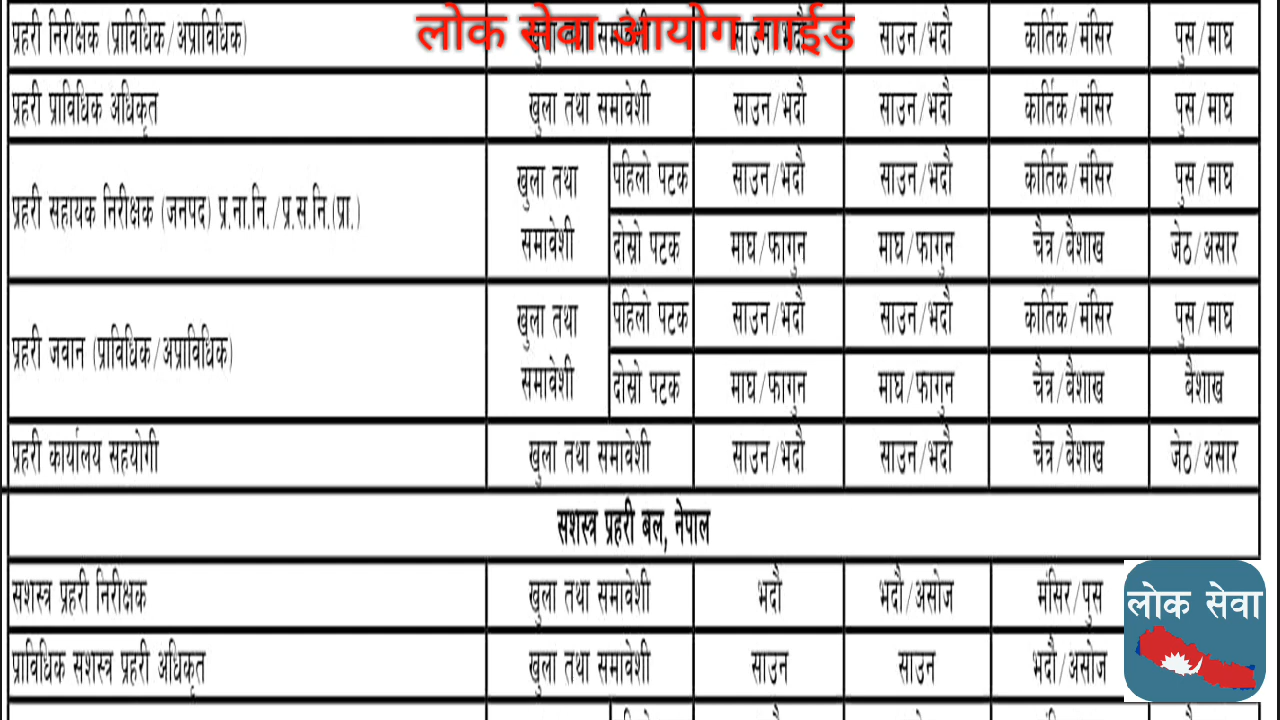 लोक सेवा आयोग गाईड
प्रहरी निरीक्षक (प्राविधिक/अप्राविधिक) खुला तथा समावेशी साउन/भदौ साउन/भदौ कार्तिक/मंसिर पुस/माघ
प्रहरी प्राविधिक अधिकृत खुला तथा समावेशी साउन/भदौ साउन/भदौ कार्तिक/मंसिर पुस/माघ
प्रहरी सहायक निरीक्षक (जनपद) प्र.ना.नि./प्र.स.नि.(प्रा.) खुला तथा समावेशी पहिलो पटक साउन/भदौ साउन/भदौ कार्तिक/मंसिर पुस/माघ
दोस्रो पटक माघ/फागुन माघ/फागुन चैत्र/बैशाख जेठ/असार
प्रहरी जवान (प्राविधिक/अप्राविधिक) खुला तथा समावेशी पहिलो पटक साउन/भदौ साउन/भदौ कार्तिक/मंसिर पुस/माघ
दोस्रो पटक माघ/फागुन माघ/फागुन चैत्र/बैशाख बैशाख
प्रहरी कार्यालय सहयोगी खुला तथा समावेशी साउन/भदौ साउन/भदौ चैत्र/बैशाख जेठ/असार
सशस्त्र प्रहरी बल, नेपाल
सशस्त्र प्रहरी निरीक्षक खुला तथा समावेशी भदौ भदौ/असोज मंसिर/पुस
लोक सेवा
प्राविधिक सशस्त्र प्रहरी अधिकृत खुला तथा समावेशी साउन साउन भदौ/असोज